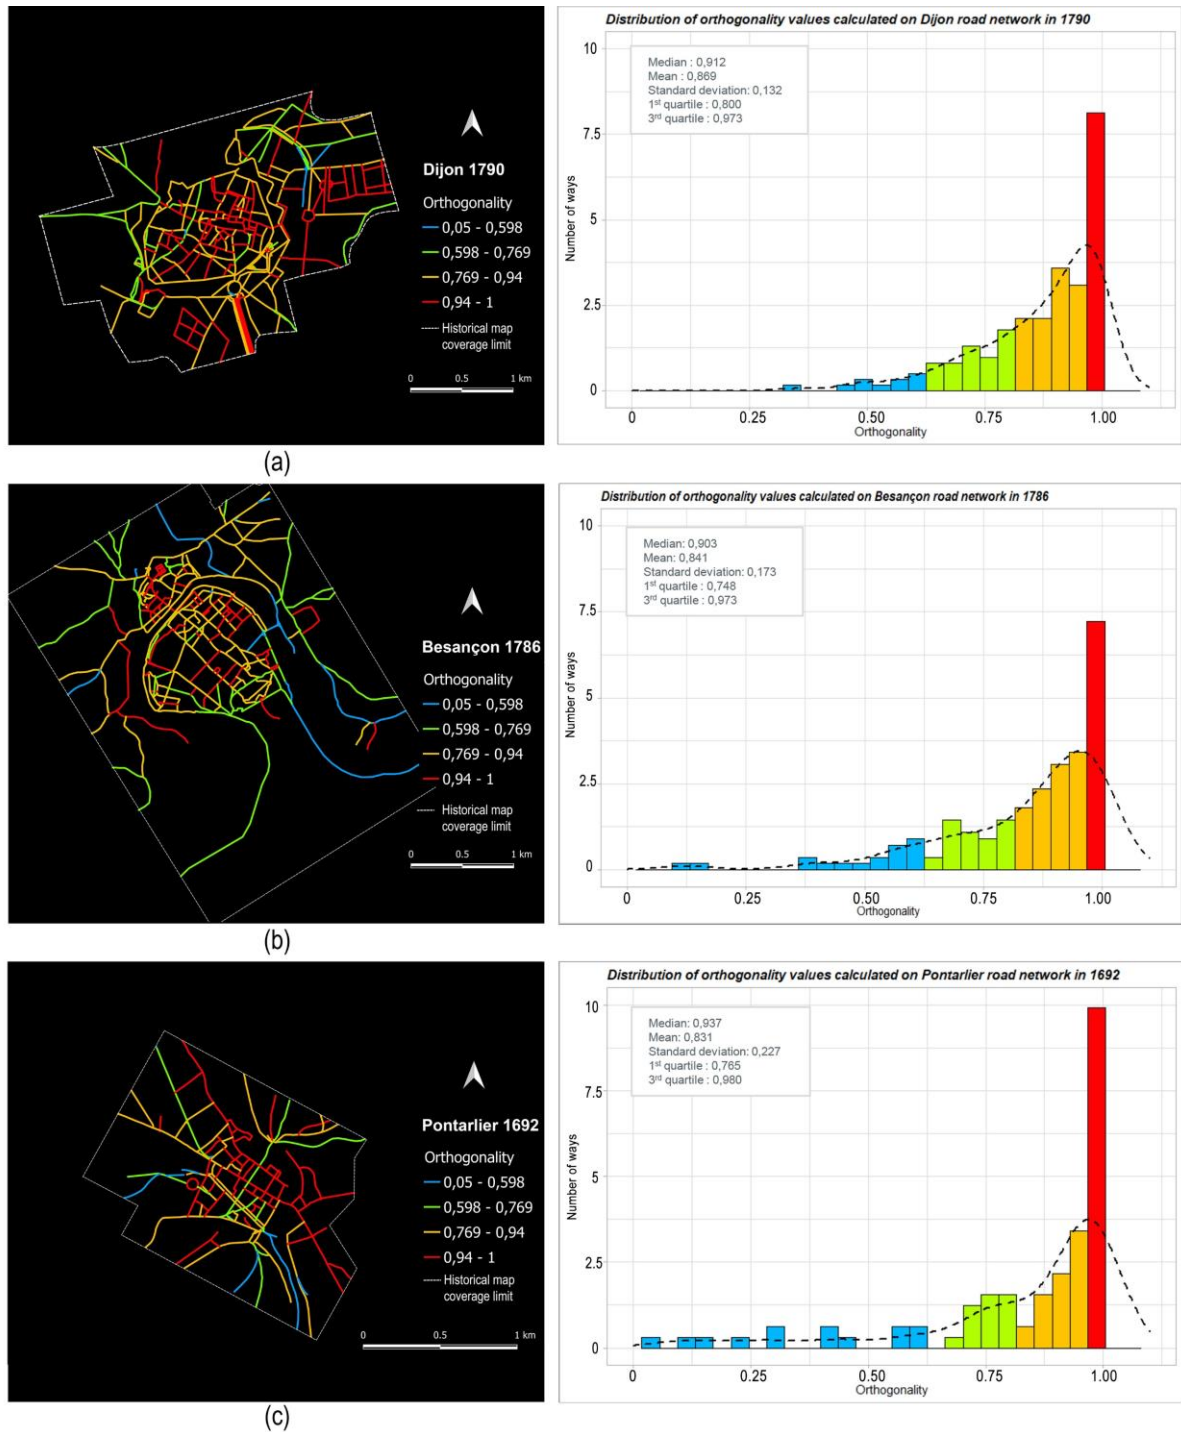 Dijon 1790
Orthogonality
0,05 - 0,598
0,598 - 0,769
0,769 - 0,94
0,94 - 1
Historical map
coverage limit
0 0.5 1 km
Distribution of orthogonality values calculated on Dijon road network in 1790
Median : 0,912
Mean : 0,869
Standard deviation: 0,132
1st quartile : 0,800
3rd quartile : 0,973
Number of ways
10
7.5
5
2.5
0
0 0.25 0.50 0.75 1.00
Orthogonality
(a)
Besançon 1786
Orthogonality
0,05 - 0,598
0,598 - 0,769
0,769 - 0,94
0,94 - 1
Historical map
coverage limit
0 0.5 1 km
Distribution of orthogonality values calculated on Besançon road network in 1786
Median: 0,903
Mean: 0,841
Standard deviation: 0,173
1st quartile : 0,748
3rd quartile : 0,973
Number of ways
10
7.5
5
2.5
0
0 0.25 0.50 0.75 1.00
Orthogonality
(b)
Pontarlier 1692
Orthogonality
0,05 - 0,598
0,598 - 0,769
0,769 - 0,94
0,94 - 1
Historical map
coverage limit
0 0.5 1 km
Distribution of orthogonality values calculated on Pontarlier road network in 1692
Median: 0,937
Mean: 0,831
Standard deviation: 0,227
1st quartile : 0,765
3rd quartile : 0,980
Number of ways
10
7.5
5
2.5
0
0 0.25 0.50 0.75 1.00
Orthogonality
(c)